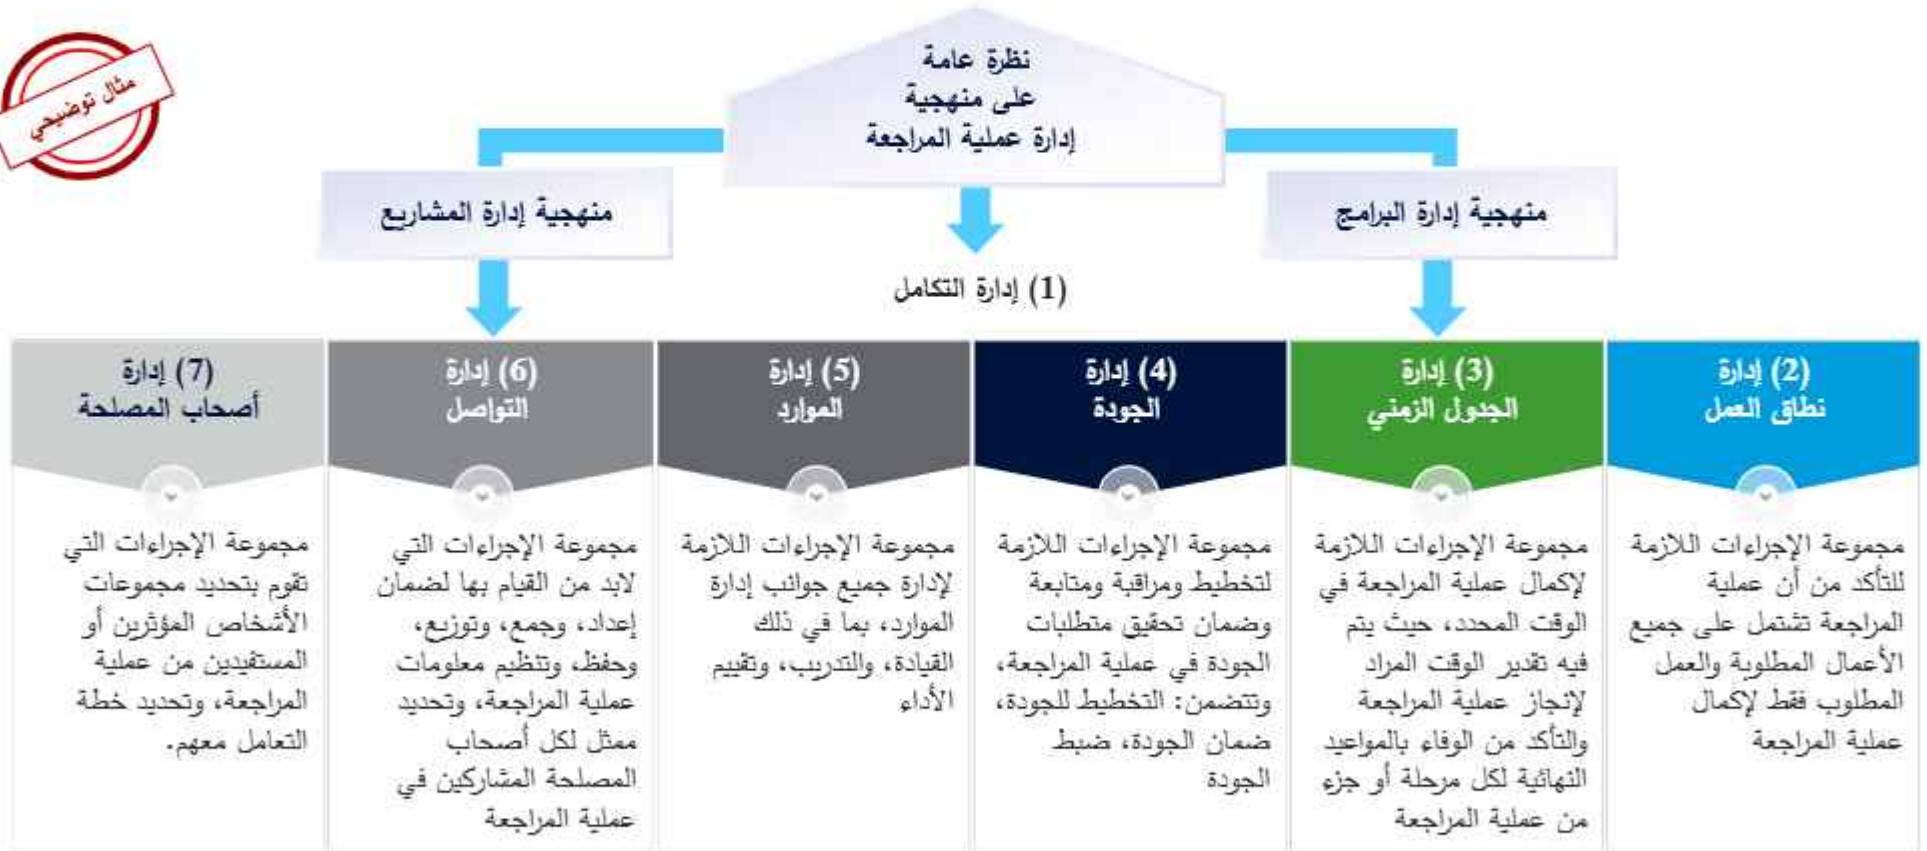 مثال توضيحي
نظرة عامة
على منهجية
إدارة عملية المراجعة
منهجية إدارة البرامج
منهجية إدارة المشاريع
(1) إدارة التكامل
(2) إدارة
نطاق العمل
مجموعة الإجراءات اللازمة
للتأكد من أن عملية
المراجعة تشتمل على جميع
الأعمال المطلوبة والعمل
المطلوب فقط لإكمال
عملية المراجعة
(3) إدارة
الجدول الزمني
مجموعة الإجراءات اللازمة
لإكمال عملية المراجعة في
الوقت المحدد، حيث يتم
فيه تقدير الوقت المراد
لإنجاز عملية المراجعة
والتأكد من الوفاء بالمواعيد
النهائية لكل مرحلة أو جزء
من عملية المراجعة
(4) إدارة
الجودة
مجموعة الإجراءات اللازمة
لتخطيط ومراقبة ومتابعة
وضمان تحقيق متطلبات
الجودة في عملية المراجعة،
وتتضمن: التخطيط للجودة،
ضمان الجودة، ضبط
الجودة
(5) إدارة
الموارد
مجموعة الإجراءات اللازمة
لإدارة جميع جوانب إدارة
الموارد، بما في ذلك
القيادة، والتدريب، وتقييم
الأداء
(6) إدارة
التواصل
مجموعة الإجراءات التي
لابد من القيام بها لضمان
إعداد، وجمع، وتوزيع،
وحفظ، وتنظيم معلومات
عملية المراجعة، وتحديد
ممثل لكل أصحاب
المصلحة المشاركين في
عملية المراجعة
(7) إدارة
أصحاب المصلحة
مجموعة الإجراءات التي
تقوم بتحديد مجموعات
الأشخاص المؤثرين أو
المستفيدين من عملية
المراجعة، وتحديد خطة
التعامل معهم.